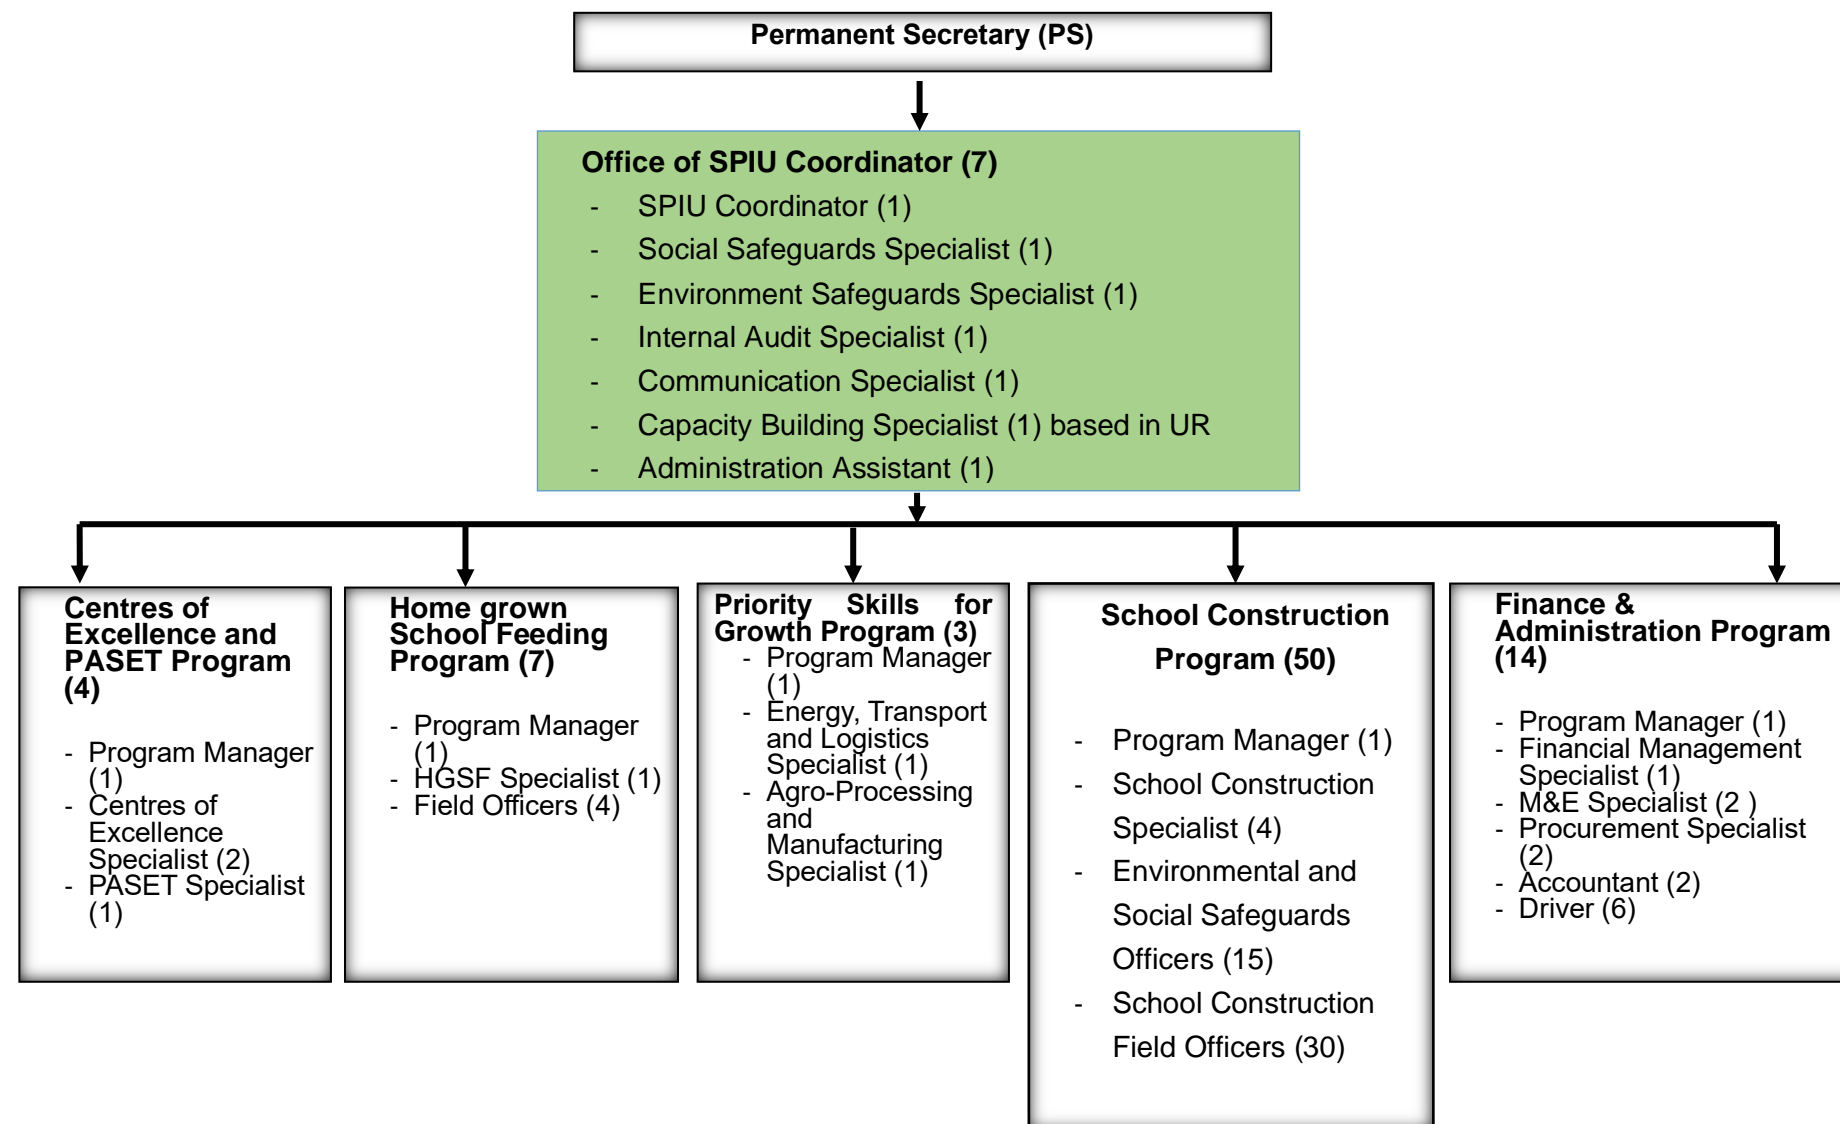 Permanent Secretary (PS)
Office of SPIU Coordinator (7)
- SPIU Coordinator (1)
- Social Safeguards Specialist (1)
- Environment Safeguards Specialist (1)
- Internal Audit Specialist (1)
- Communication Specialist (1)
- Capacity Building Specialist (1) based in UR
- Administration Assistant (1)
Centres of
Excellence and
PASET Program
(4)
- Program Manager
(1)
- Centres of
Excellence
Specialist (2)
- PASET Specialist
(1)
Home grown
School Feeding
Program (7)
- Program Manager
(1)
- HGSF Specialist (1)
- Field Officers (4)
Priority Skills for
Growth Program (3)
- Program Manager
(1)
- Energy, Transport
and Logistics
Specialist (1)
- Agro-Processing
and
Manufacturing
Specialist (1)
School Construction
Program (50)
- Program Manager (1)
- School Construction
Specialist (4)
- Environmental and
Social Safeguards
Officers (15)
- School Construction
Field Officers (30)
Finance &
Administration Program
(14)
- Program Manager (1)
- Financial Management
Specialist (1)
- M&E Specialist (2 )
- Procurement Specialist
(2)
- Accountant (2)
- Driver (6)